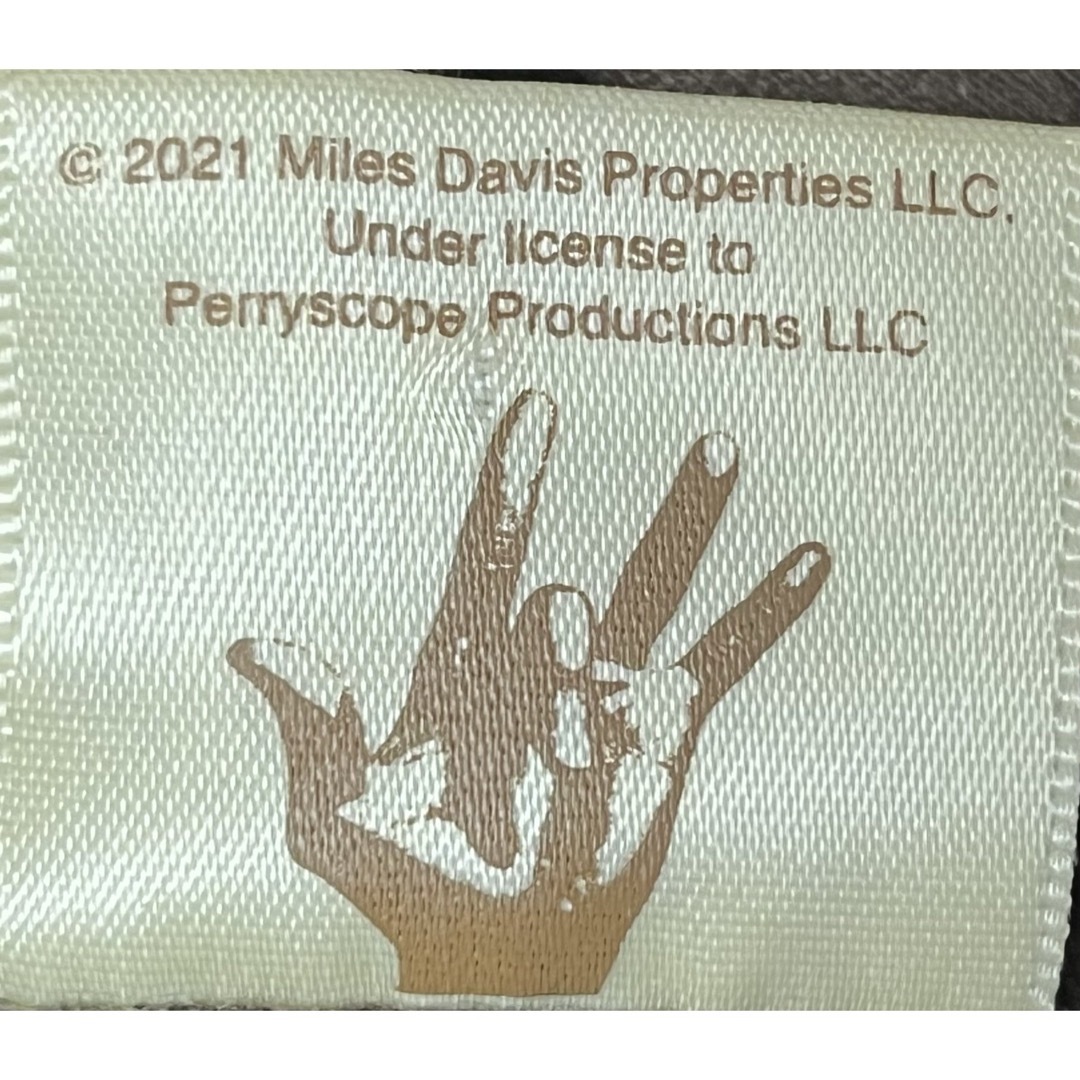 © 2021 Miles Davis Properties LLC.
Under license to
Perryscope Productions LLC